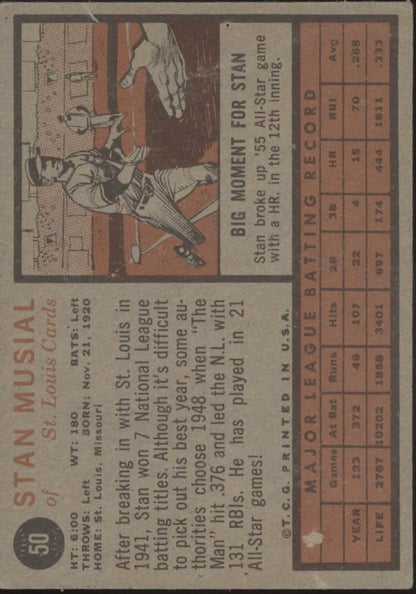 50
STAN MUSIAL
of St. Louis Cards
HT: 6:00 WT: 180 BATS: Left
THROWS: Left BORN: Nov. 21, 1920
HOME: St. Louis, Missouri
After breaking in with St. Louis in
1941, Stan won 7 National League
batting titles. Although it's difficult
to pick out his best year, some au-
thorities choose 1948 when "The
Man" hit .376 and led the N.L. with
131 RBIs. He has played in 21
All-Star games!
BIG MOMENT FOR STAN
Stan broke up '55 All-Star game
with a HR. in the 12th inning.
©T.C.G. PRINTED IN U.S.A.
MAJOR LEAGUE BATTING RECORD
Games At Bat Runs Hits 2B 3B HR RBI Avg
YEAR 123 372 46 107 22 4 15 70 .288
LIFE 2767 10202 1858 3401 697 174 444 1811 .333